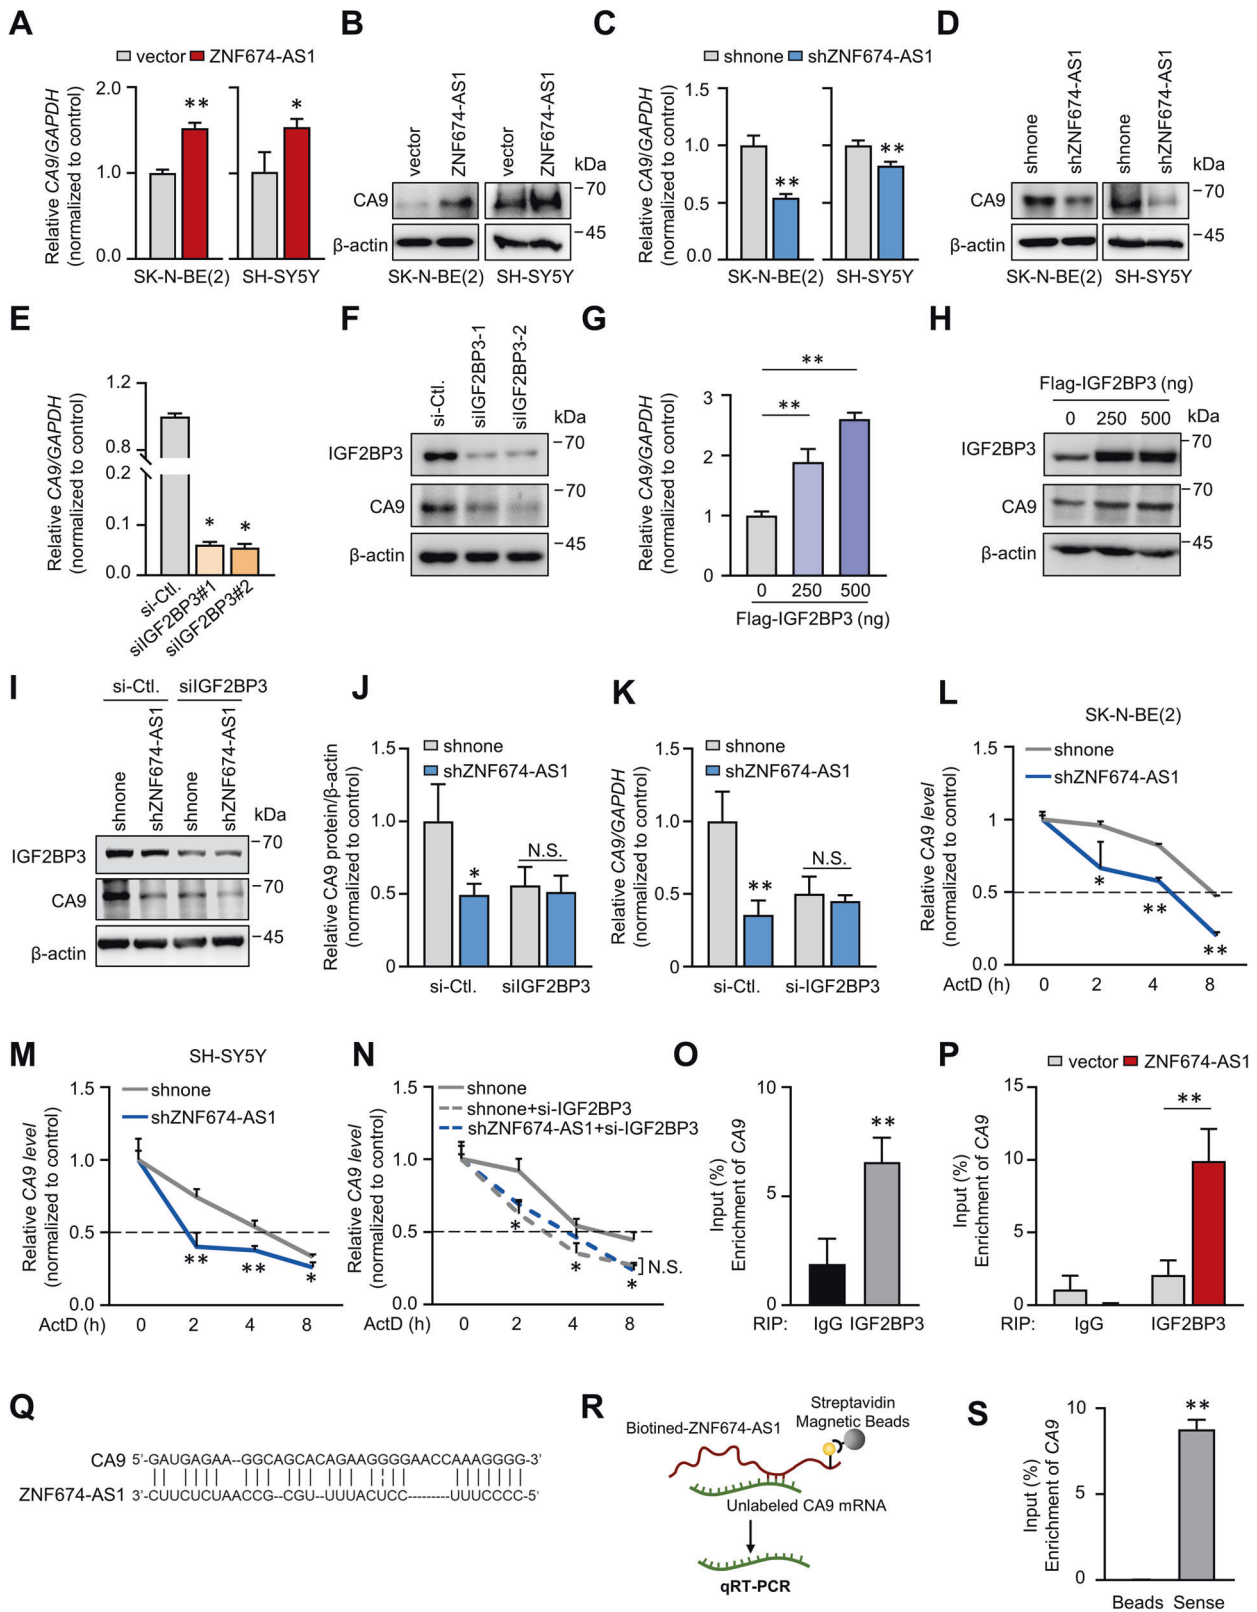 A
vector ZNF674-AS1
Relative CA9/GAPDH
(normalized to control)
2.0
1.0
0.0
** *
SK-N-BE(2) SH-SY5Y
B
vector
ZNF674-AS1
vector
ZNF674-AS1
kDa
CA9
70
β-actin
45
SK-N-BE(2) SH-SY5Y
C
shnone shZNF674-AS1
Relative CA9/GAPDH
(normalized to control)
1.5
1.0
0.5
0.0
** **
SK-N-BE(2) SH-SY5Y
D
shnone
shZNF674-AS1
shnone
shZNF674-AS1
kDa
CA9
70
β-actin
45
SK-N-BE(2) SH-SY5Y
E
Relative CA9/GAPDH
(normalized to control)
1.2
0.8
0.2
0.1
0.0
* *
si-Ctl.
siIGF2BP3#1
siIGF2BP3#2
F
si-Ctl.
siIGF2BP3-1
siIGF2BP3-2
kDa
IGF2BP3
70
CA9
70
β-actin
45
G
Relative CA9/GAPDH
(normalized to control)
3
2
1
0
**
**
0 250 500
Flag-IGF2BP3 (ng)
H
Flag-IGF2BP3 (ng)
0 250 500 kDa
IGF2BP3
70
CA9
70
β-actin
45
I
si-Ctl. siIGF2BP3
shnone
shZNF674-AS1
shnone
shZNF674-AS1
kDa
IGF2BP3
70
CA9
70
β-actin
45
J
Relative CA9 protein/β-actin
(normalized to control)
shnone
shZNF674-AS1
1.5
1.0
0.5
0
*
N.S.
si-Ctl. siIGF2BP3
K
Relative CA9/GAPDH
(normalized to control)
shnone
shZNF674-AS1
1.5
1.0
0.5
0
**
N.S.
si-Ctl. si-IGF2BP3
L
SK-N-BE(2)
Relative CA9 level
(normalized to control)
shnone
shZNF674-AS1
1.5
1
0.5
0.0
* ** **
ActD (h) 0 2 4 8
M
SH-SY5Y
Relative CA9 level
(normalized to control)
shnone
shZNF674-AS1
1.5
1.0
0.5
0.0
** ** *
ActD (h) 0 2 4 8
N
Relative CA9 level
(normalized to control)
shnone
shnone+si-IGF2BP3
shZNF674-AS1+si-IGF2BP3
1.5
1.0
0.5
0.0
* * *
N.S.
ActD (h) 0 2 4 8
O
Input (%)
Enrichment of CA9
10
5
0
**
RIP: IgG IGF2BP3
P
vector ZNF674-AS1
Input (%)
Enrichment of CA9
15
10
5
0
**
RIP: IgG IGF2BP3
Q
CA9 5'-GAUGAGAA--GGCAGCACAGAAGGGGAACCAAAGGGG-3'
ZNF674-AS1 3'-CUUCUCUAACCG--CGU--UUUACUCC---------UUUCCCC-5'
R
Biotined-ZNF674-AS1
Streptavidin
Magnetic Beads
Unlabeled CA9 mRNA
qRT-PCR
S
Input (%)
Enrichment of CA9
10
5
0
**
Beads Sense